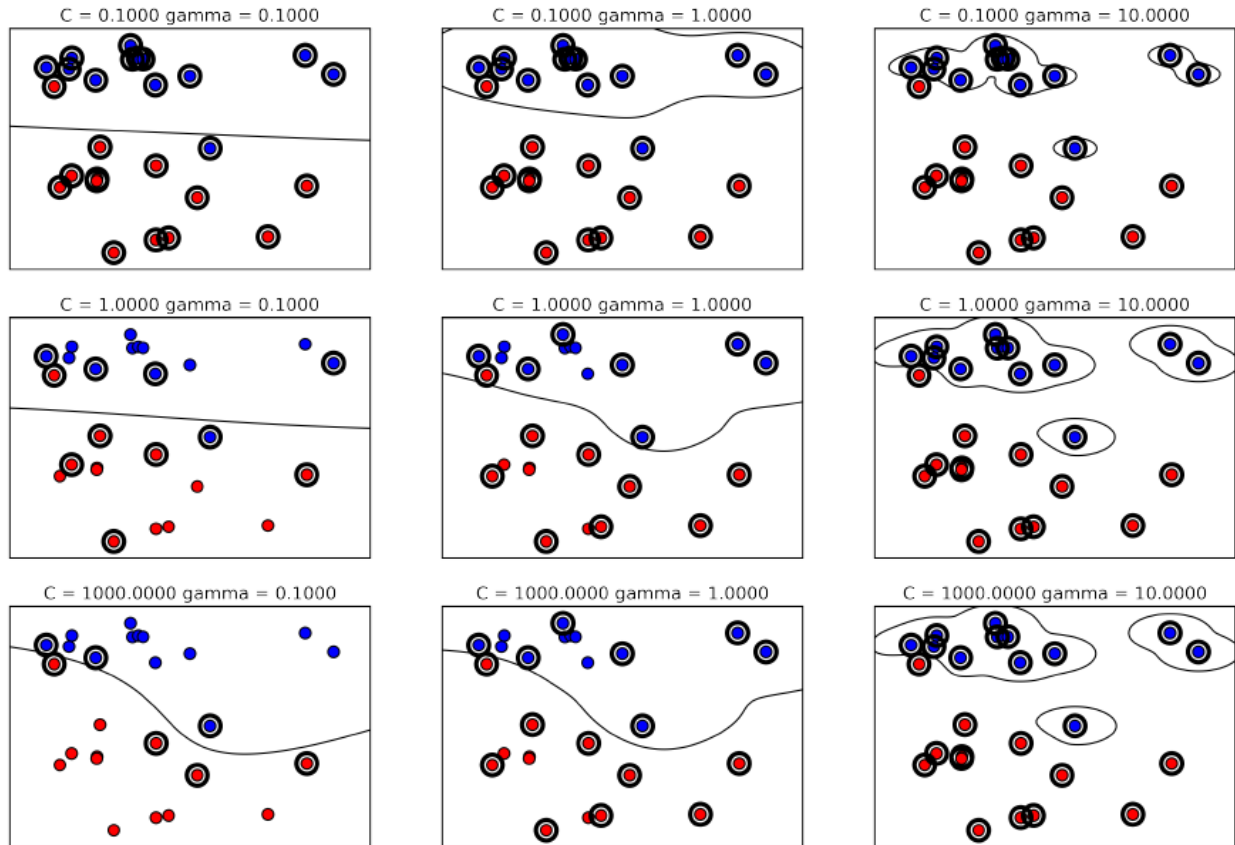 C = 0.1000 gamma = 0.1000
C = 0.1000 gamma = 1.0000
C = 0.1000 gamma = 10.0000
C = 1.0000 gamma = 0.1000
C = 1.0000 gamma = 1.0000
C = 1.0000 gamma = 10.0000
C = 1000.0000 gamma = 0.1000
C = 1000.0000 gamma = 1.0000
C = 1000.0000 gamma = 10.0000